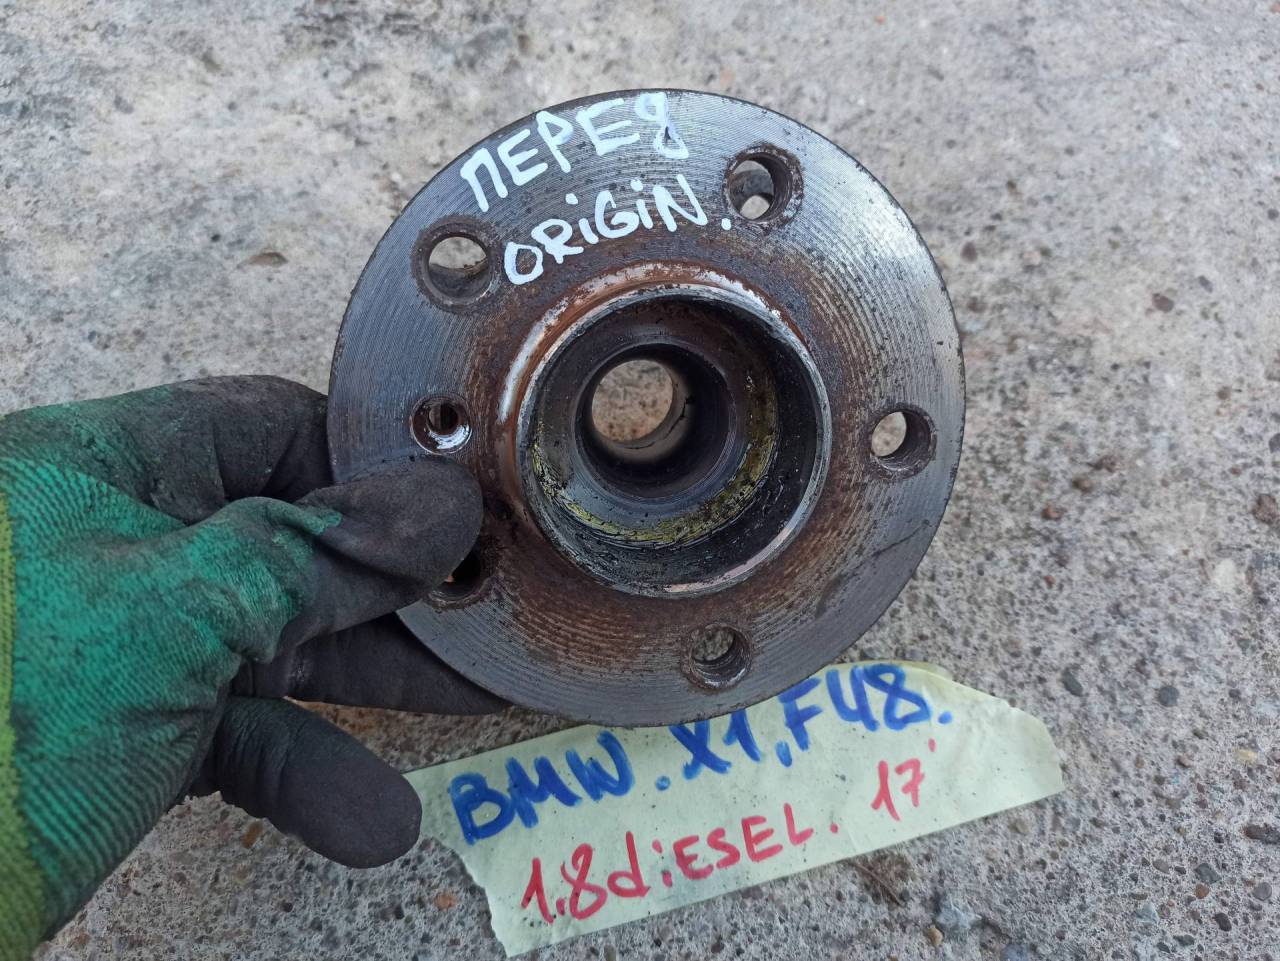 ПЕРЕД
ORiGiN.
BMW. X1, F48.
1.8diESEL. 17'